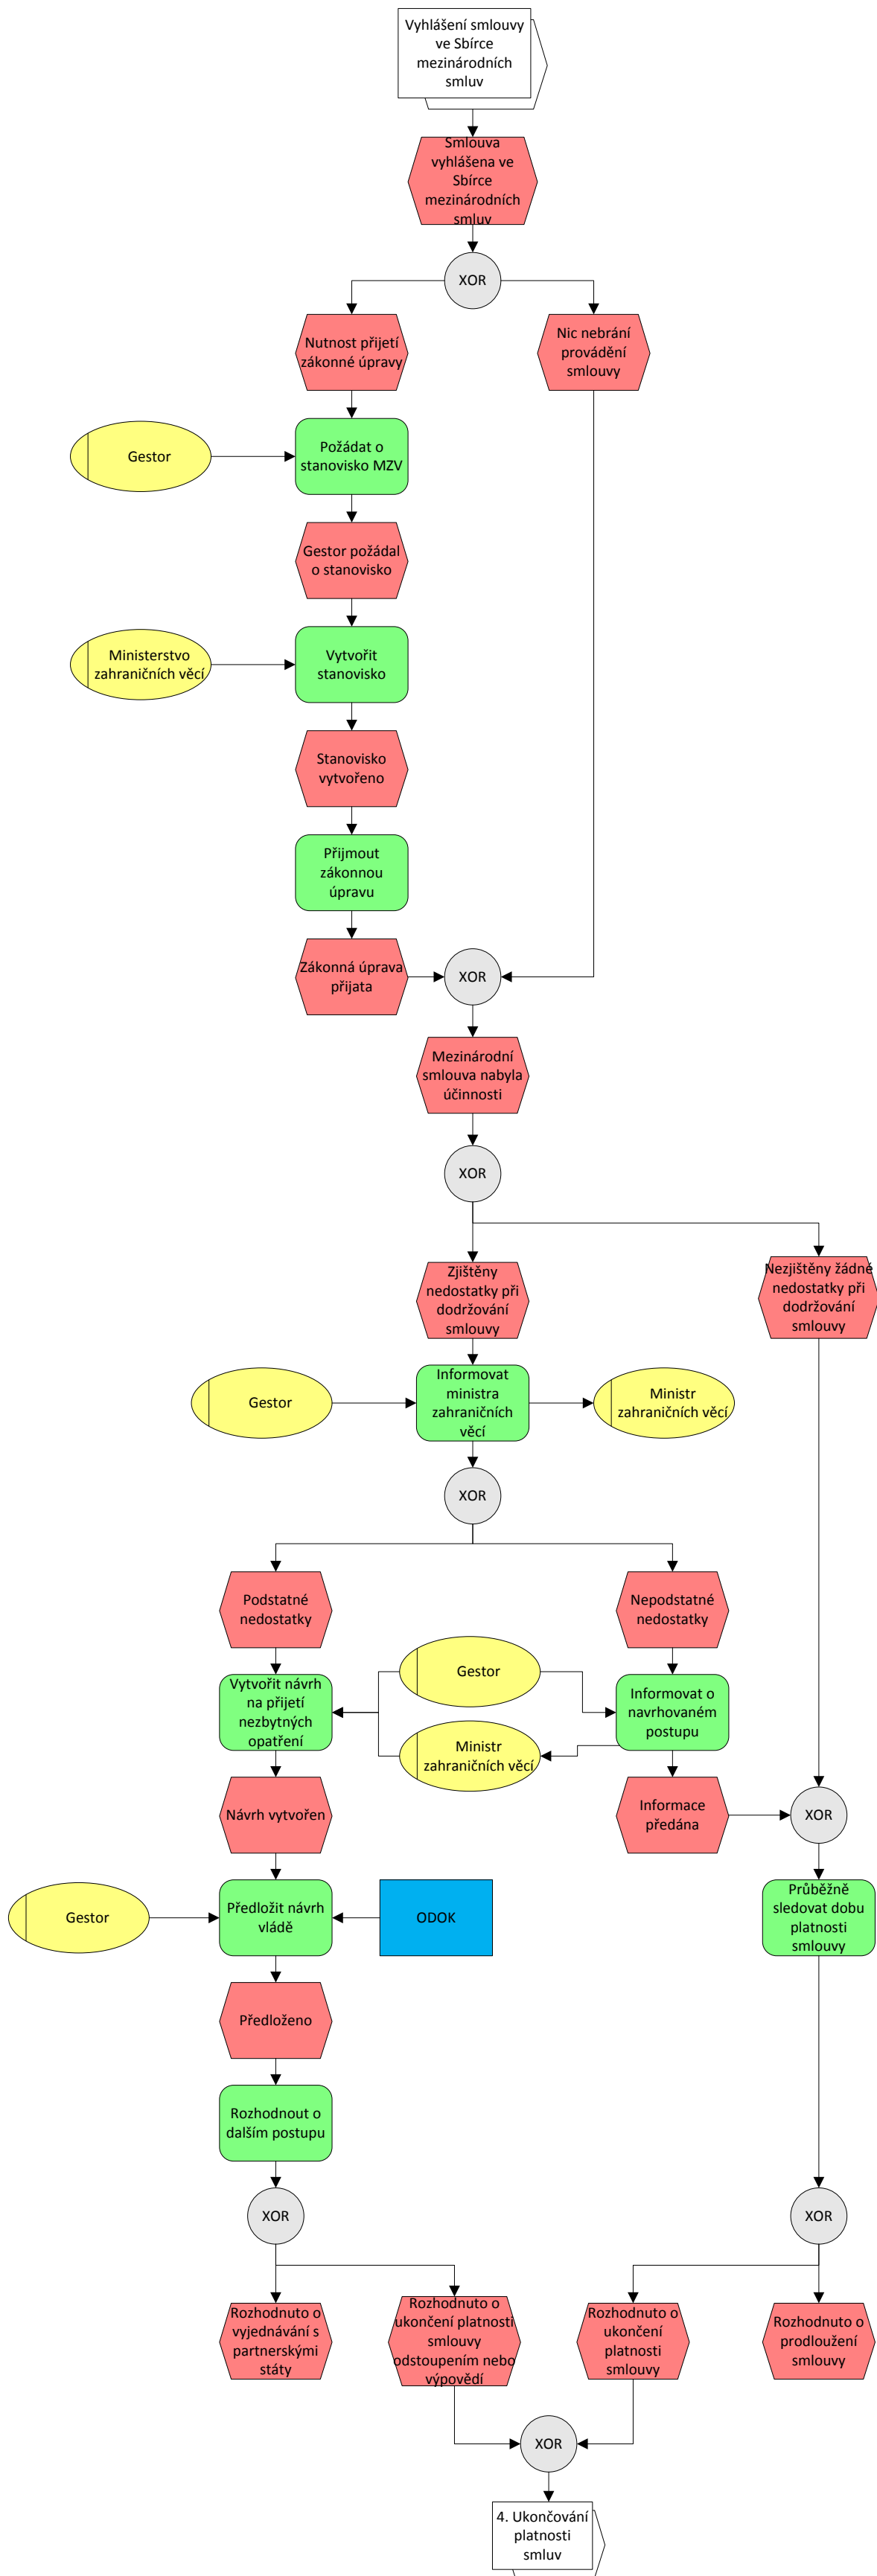 Vyhlášení smlouvy
ve Sbírce
mezinárodních
smluv
Smlouva
vyhlášena ve
Sbírce
mezinárodních
smluv
XOR
Nutnost přijetí
zákonné úpravy
Nic nebrání
provádění
smlouvy
Gestor
Požádat o
stanovisko MZV
Gestor požádal
o stanovisko
Ministerstvo
zahraničních věcí
Vytvořit
stanovisko
Stanovisko
vytvořeno
Přijmout
zákonnou
úpravu
Zákonná úprava
přijata
XOR
Mezinárodní
smlouva nabyla
účinnosti
XOR
Zjištěny
nedostatky při
dodržování
smlouvy
Nezjištěny žádné
nedostatky při
dodržování
smlouvy
Gestor
Informovat
ministra
zahraničních
věcí
Ministr
zahraničních věcí
XOR
Podstatné
nedostatky
Nepodstatné
nedostatky
Vytvořit návrh
na přijetí
nezbytných
opatření
Gestor
Ministr
zahraničních věcí
Informovat o
navrhovaném
postupu
Návrh vytvořen
Informace
předána
XOR
Gestor
Předložit návrh
vládě
ODOK
Průběžně
sledovat dobu
platnosti
smlouvy
Předloženo
Rozhodnout o
dalším postupu
XOR
XOR
Rozhodnuto o
vyjednávání s
partnerskými
státy
Rozhodnuto o
ukončení platnosti
smlouvy
odstoupením nebo
výpovědí
Rozhodnuto o
ukončení
platnosti
smlouvy
Rozhodnuto o
prodloužení
smlouvy
XOR
4. Ukončování
platnosti
smluv